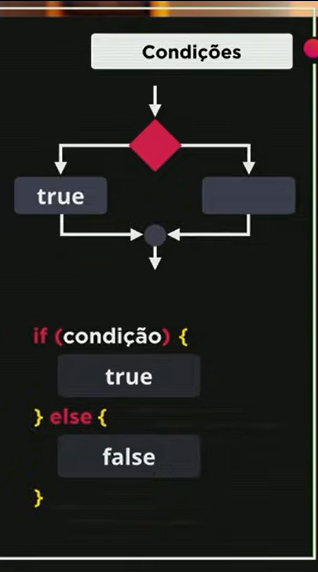 Condições
true
if (condição) {
true
} else {
false
}